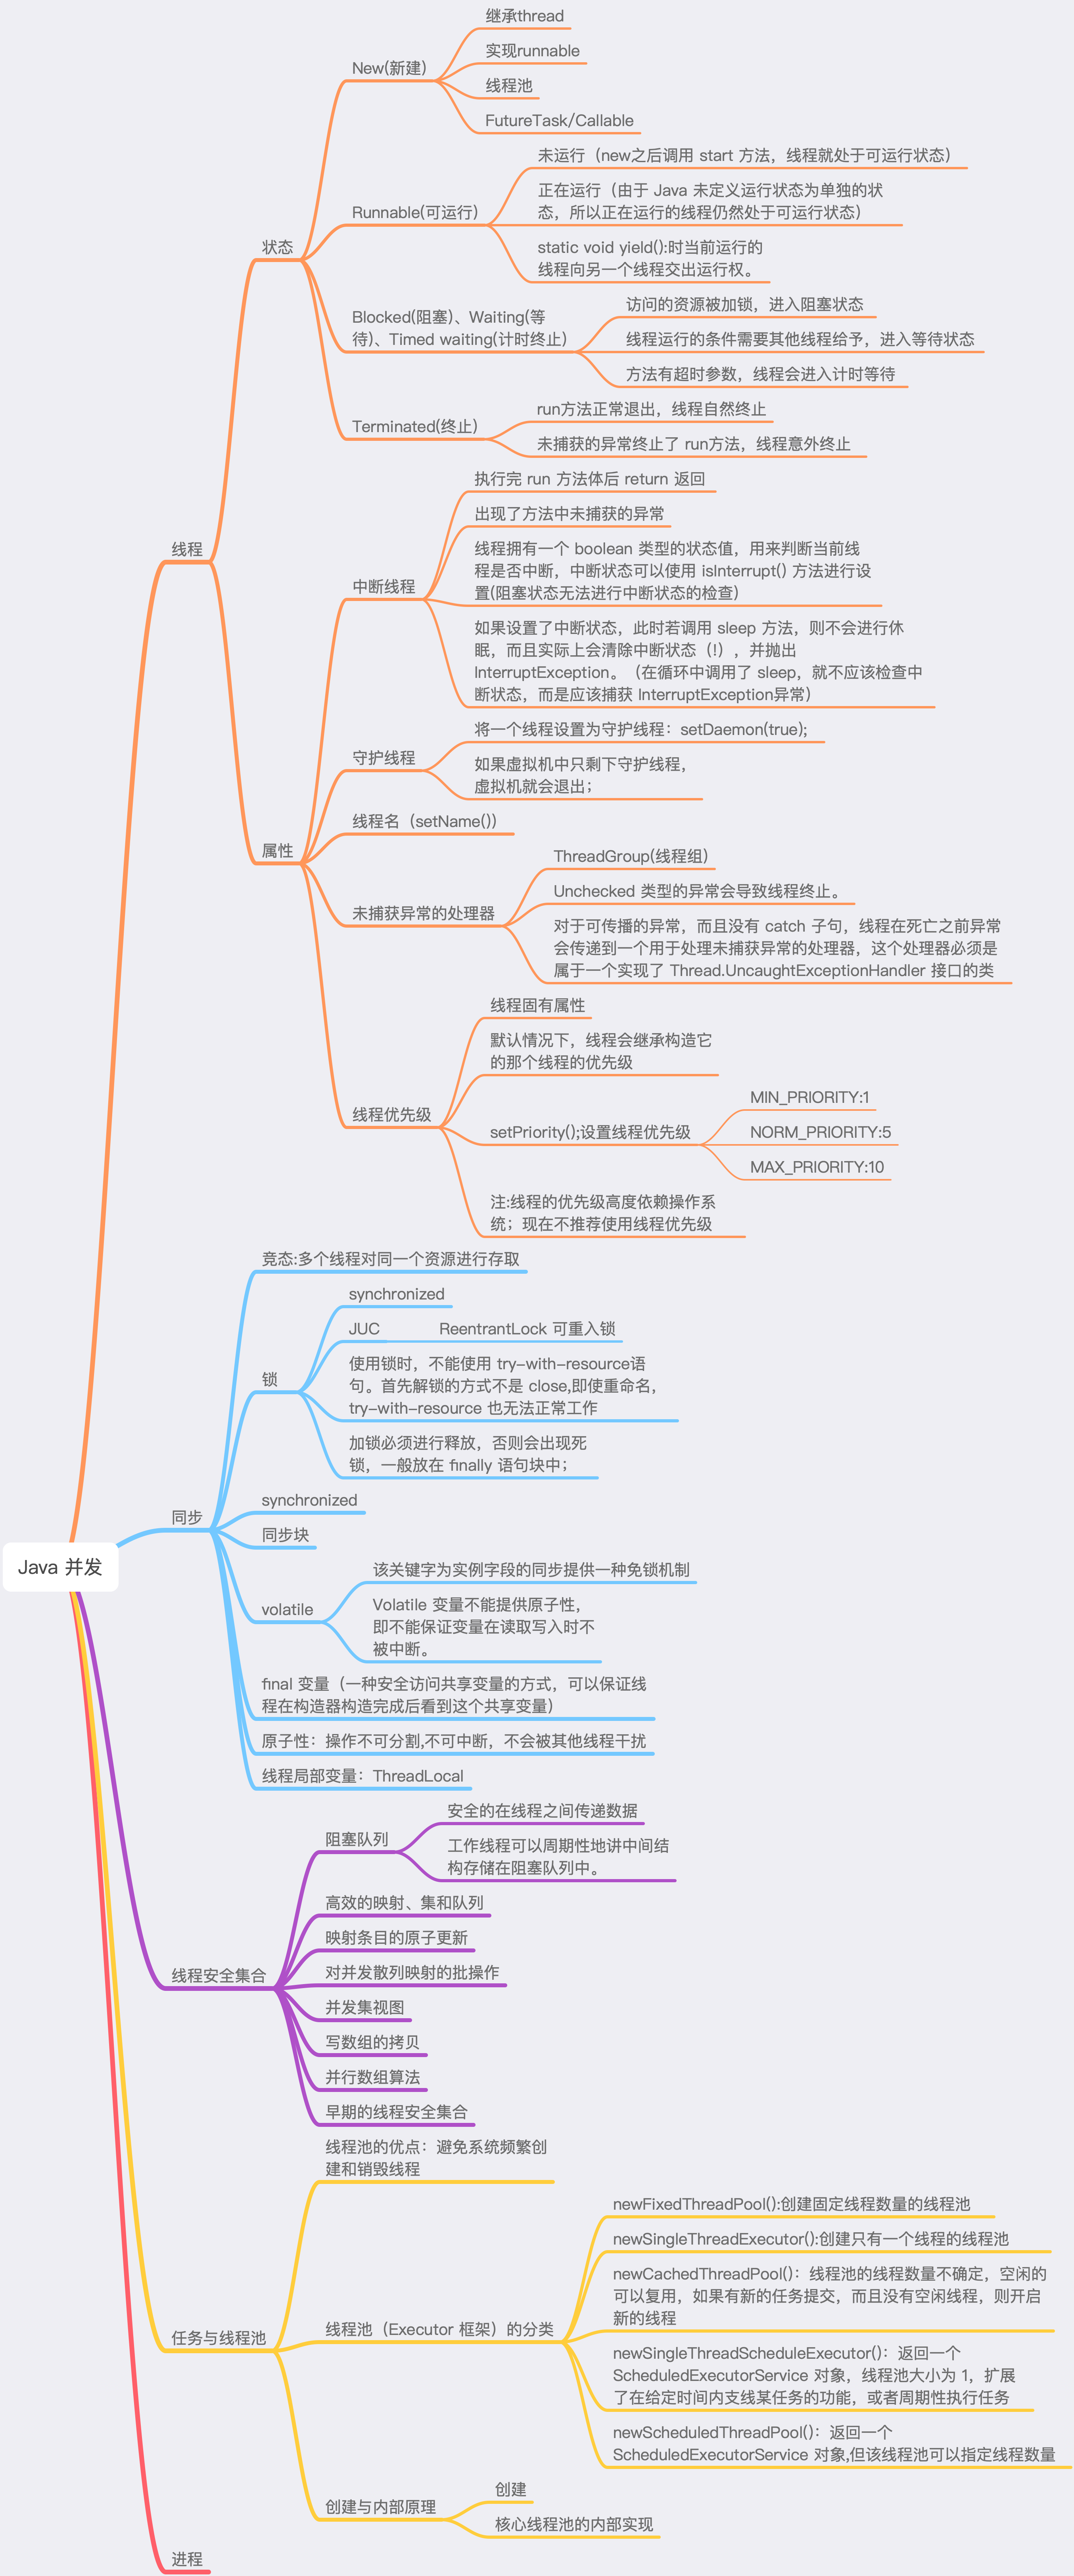 继承thread
实现runnable
New(新建)
线程池
FutureTask/Callable
未运行（new之后调用 start 方法，线程就处于可运行状态）
正在运行（由于 Java 未定义运行状态为单独的状
态，所以正在运行的线程仍然处于可运行状态）
Runnable(可运行)
static void yield():时当前运行的
线程向另一个线程交出运行权。
状态
访问的资源被加锁，进入阻塞状态
Blocked(阻塞)、Waiting(等
待)、Timed waiting(计时终止)
线程运行的条件需要其他线程给予，进入等待状态
方法有超时参数，线程会进入计时等待
run方法正常退出，线程自然终止
Terminated(终止)
未捕获的异常终止了 run方法，线程意外终止
执行完 run 方法体后 return 返回
出现了方法中未捕获的异常
线程
线程拥有一个 boolean 类型的状态值，用来判断当前线
程是否中断，中断状态可以使用 isInterrupt() 方法进行设
置(阻塞状态无法进行中断状态的检查)
中断线程
如果设置了中断状态，此时若调用 sleep 方法，则不会进行休
眠，而且实际上会清除中断状态（!），并抛出
InterruptException。（在循环中调用了 sleep，就不应该检查中
断状态，而是应该捕获 InterruptException异常）
将一个线程设置为守护线程：setDaemon(true);
守护线程
如果虚拟机中只剩下守护线程，
虚拟机就会退出；
线程名（setName())
属性
ThreadGroup(线程组)
Unchecked 类型的异常会导致线程终止。
未捕获异常的处理器
对于可传播的异常，而且没有 catch 子句，线程在死亡之前异常
会传递到一个用于处理未捕获异常的处理器，这个处理器必须是
属于一个实现了 Thread.UncaughtExceptionHandler 接口的类
线程固有属性
默认情况下，线程会继承构造它
的那个线程的优先级
线程优先级
MIN_PRIORITY:1
setPriority();设置线程优先级
NORM_PRIORITY:5
MAX_PRIORITY:10
注:线程的优先级高度依赖操作系
统；现在不推荐使用线程优先级
竞态:多个线程对同一个资源进行存取
synchronized
JUC
ReentrantLock 可重入锁
锁
使用锁时，不能使用 try-with-resource语
句。首先解锁的方式不是 close,即使重命名，
try-with-resource 也无法正常工作
加锁必须进行释放，否则会出现死
锁，一般放在 finally 语句块中；
synchronized
同步
同步块
Java 并发
该关键字为实例字段的同步提供一种免锁机制
volatile
Volatile 变量不能提供原子性，
即不能保证变量在读取写入时不
被中断。
final 变量（一种安全访问共享变量的方式，可以保证线
程在构造器构造完成后看到这个共享变量）
原子性：操作不可分割,不可中断，不会被其他线程干扰
线程局部变量：ThreadLocal
安全的在线程之间传递数据
阻塞队列
工作线程可以周期性地讲中间结
构存储在阻塞队列中。
高效的映射、集和队列
映射条目的原子更新
线程安全集合
对并发散列映射的批操作
并发集视图
写数组的拷贝
并行数组算法
早期的线程安全集合
线程池的优点：避免系统频繁创
建和销毁线程
newFixedThreadPool():创建固定线程数量的线程池
newSingleThreadExecutor():创建只有一个线程的线程池
newCachedThreadPool()：线程池的线程数量不确定，空闲的
可以复用，如果有新的任务提交，而且没有空闲线程，则开启
新的线程
任务与线程池
线程池（Executor 框架）的分类
newSingleThreadScheduleExecutor()：返回一个
ScheduledExecutorService 对象，线程池大小为 1，扩展
了在给定时间内支线某任务的功能，或者周期性执行任务
newScheduledThreadPool()：返回一个
ScheduledExecutorService 对象,但该线程池可以指定线程数量
创建
创建与内部原理
核心线程池的内部实现
进程